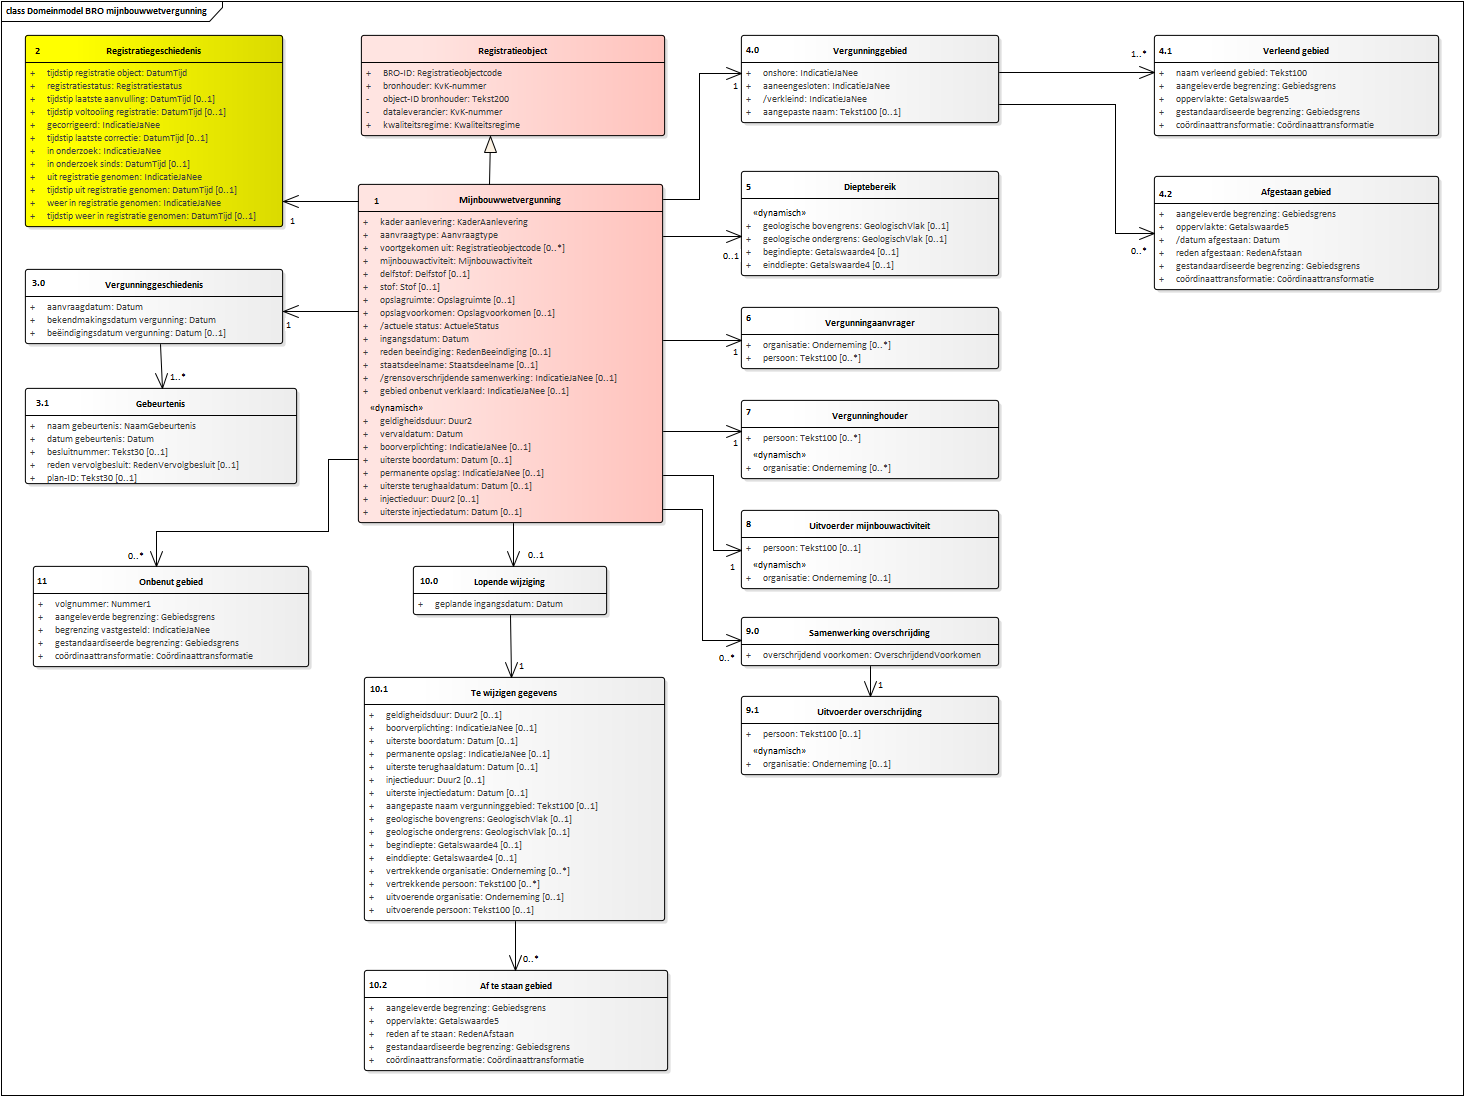 class Domeinmodel BRO mijnbouwwetvergunning
2 Registratiegeschiedenis
+ tijdstip registratie object: DatumTijd
+ registratiestatus: Registratiestatus
+ tijdstip laatste aanvulling: DatumTijd [0..1]
+ tijdstip voltooiing registratie: DatumTijd [0..1]
+ gecorrigeerd: IndicatieJaNee
+ tijdstip laatste correctie: DatumTijd [0..1]
+ in onderzoek: IndicatieJaNee
+ in onderzoek sinds: DatumTijd [0..1]
+ uit registratie genomen: IndicatieJaNee
+ tijdstip uit registratie genomen: DatumTijd [0..1]
+ weer in registratie genomen: IndicatieJaNee
+ tijdstip weer in registratie genomen: DatumTijd [0..1]
1
Registratieobject
+ BRO-ID: Registratieobjectcode
+ bronhouder: KvK-nummer
- object-ID bronhouder: Tekst200
- dataleverancier: KvK-nummer
+ kwaliteitsregime: Kwaliteitsregime
1 Mijnbouwwetvergunning
+ kader aanlevering: KaderAanlevering
+ aanvraagtype: Aanvraagtype
+ voortgekomen uit: Registratieobjectcode [0..*]
+ mijnbouwactiviteit: Mijnbouwactiviteit
+ delfstof: Delfstof [0..1]
+ stof: Stof [0..1]
+ opslagruimte: Opslagruimte [0..1]
+ opslagvoorkomen: Opslagvoorkomen [0..1]
+ /actuele status: ActueleStatus
+ ingangsdatum: Datum
+ reden beeindiging: RedenBeeindiging [0..1]
+ staatsdeelname: Staatsdeelname [0..1]
+ /grensoverschrijdende samenwerking: IndicatieJaNee [0..1]
+ gebied onbenut verklaard: IndicatieJaNee [0..1]
«dynamisch»
+ geldigheidsduur: Duur2
+ vervaldatum: Datum
+ boorverplichting: IndicatieJaNee [0..1]
+ uiterste boordatum: Datum [0..1]
+ permanente opslag: IndicatieJaNee [0..1]
+ uiterste terughaaldatum: Datum [0..1]
+ injectieduur: Duur2 [0..1]
+ uiterste injectiedatum: Datum [0..1]
3.0 Vergunninggeschiedenis
+ aanvraagdatum: Datum
+ bekendmakingsdatum vergunning: Datum
+ beëindigingsdatum vergunning: Datum [0..1]
1
1..*
3.1 Gebeurtenis
+ naam gebeurtenis: NaamGebeurtenis
+ datum gebeurtenis: Datum
+ besluitnummer: Tekst30 [0..1]
+ reden vervolgbesluit: RedenVervolgbesluit [0..1]
+ plan-ID: Tekst30 [0..1]
0..*
11 Onbenut gebied
+ volgnummer: Nummer1
+ aangeleverde begrenzing: Gebiedsgrens
+ begrenzing vastgesteld: IndicatieJaNee
+ gestandaardiseerde begrenzing: Gebiedsgrens
+ coördinaattransformatie: Coördinaattransformatie
0..1
10.0 Lopende wijziging
+ geplande ingangsdatum: Datum
1
10.1 Te wijzigen gegevens
+ geldigheidsduur: Duur2 [0..1]
+ boorverplichting: IndicatieJaNee [0..1]
+ uiterste boordatum: Datum [0..1]
+ permanente opslag: IndicatieJaNee [0..1]
+ uiterste terughaaldatum: Datum [0..1]
+ injectieduur: Duur2 [0..1]
+ uiterste injectiedatum: Datum [0..1]
+ aangepaste naam vergunninggebied: Tekst100 [0..1]
+ geologische bovengrens: GeologischVlak [0..1]
+ geologische ondergrens: GeologischVlak [0..1]
+ begindiepte: Getalswaarde4 [0..1]
+ einddiepte: Getalswaarde4 [0..1]
+ vertrekkende organisatie: Onderneming [0..*]
+ vertrekkende persoon: Tekst100 [0..*]
+ uitvoerende organisatie: Onderneming [0..1]
+ uitvoerende persoon: Tekst100 [0..1]
0..*
10.2 Af te staan gebied
+ aangeleverde begrenzing: Gebiedsgrens
+ oppervlakte: Getalswaarde5
+ reden af te staan: RedenAfstaan
+ gestandaardiseerde begrenzing: Gebiedsgrens
+ coördinaattransformatie: Coördinaattransformatie
1
4.0 Vergunninggebied
+ onshore: IndicatieJaNee
+ aaneengesloten: IndicatieJaNee
+ /verkleind: IndicatieJaNee
+ aangepaste naam: Tekst100 [0..1]
1..*
4.1 Verleend gebied
+ naam verleend gebied: Tekst100
+ aangeleverde begrenzing: Gebiedsgrens
+ oppervlakte: Getalswaarde5
+ gestandaardiseerde begrenzing: Gebiedsgrens
+ coördinaattransformatie: Coördinaattransformatie
0..*
4.2 Afgestaan gebied
+ aangeleverde begrenzing: Gebiedsgrens
+ oppervlakte: Getalswaarde5
+ /datum afgestaan: Datum
+ reden afgestaan: RedenAfstaan
+ gestandaardiseerde begrenzing: Gebiedsgrens
+ coördinaattransformatie: Coördinaattransformatie
0..1
5 Dieptebereik
«dynamisch»
+ geologische bovengrens: GeologischVlak [0..1]
+ geologische ondergrens: GeologischVlak [0..1]
+ begindiepte: Getalswaarde4 [0..1]
+ einddiepte: Getalswaarde4 [0..1]
1
6 Vergunningaanvrager
+ organisatie: Onderneming [0..*]
+ persoon: Tekst100 [0..*]
1
7 Vergunninghouder
+ persoon: Tekst100 [0..*]
«dynamisch»
+ organisatie: Onderneming [0..*]
1
8 Uitvoerder mijnbouwactiviteit
+ persoon: Tekst100 [0..1]
«dynamisch»
+ organisatie: Onderneming [0..1]
0..*
9.0 Samenwerking overschrijding
+ overschrijdend voorkomen: OverschrijdendVoorkomen
1
9.1 Uitvoerder overschrijding
+ persoon: Tekst100 [0..1]
«dynamisch»
+ organisatie: Onderneming [0..1]